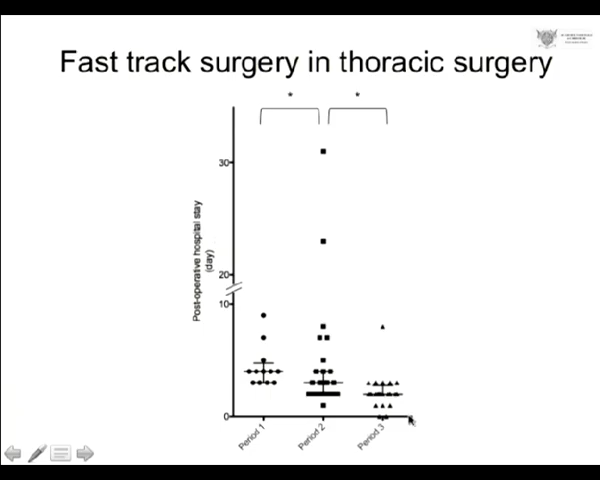 Fast track surgery in thoracic surgery
* *
Post-operative hospital stay
(day)
30
20
10
0
Period 1
Period 2
Period 3